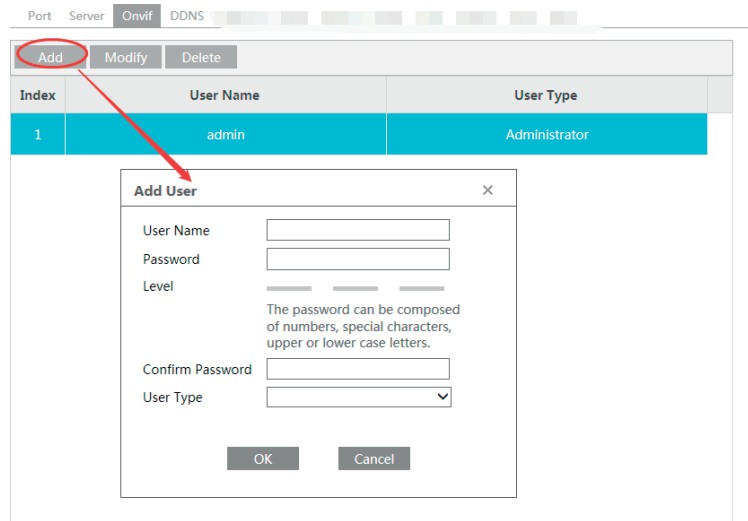 Port Server Onvif DDNS
Add Modify Delete
Index User Name User Type
1 admin Administrator
Add User ×
User Name
Password
Level
The password can be composed
of numbers, special characters,
upper or lower case letters.
Confirm Password
User Type
OK Cancel